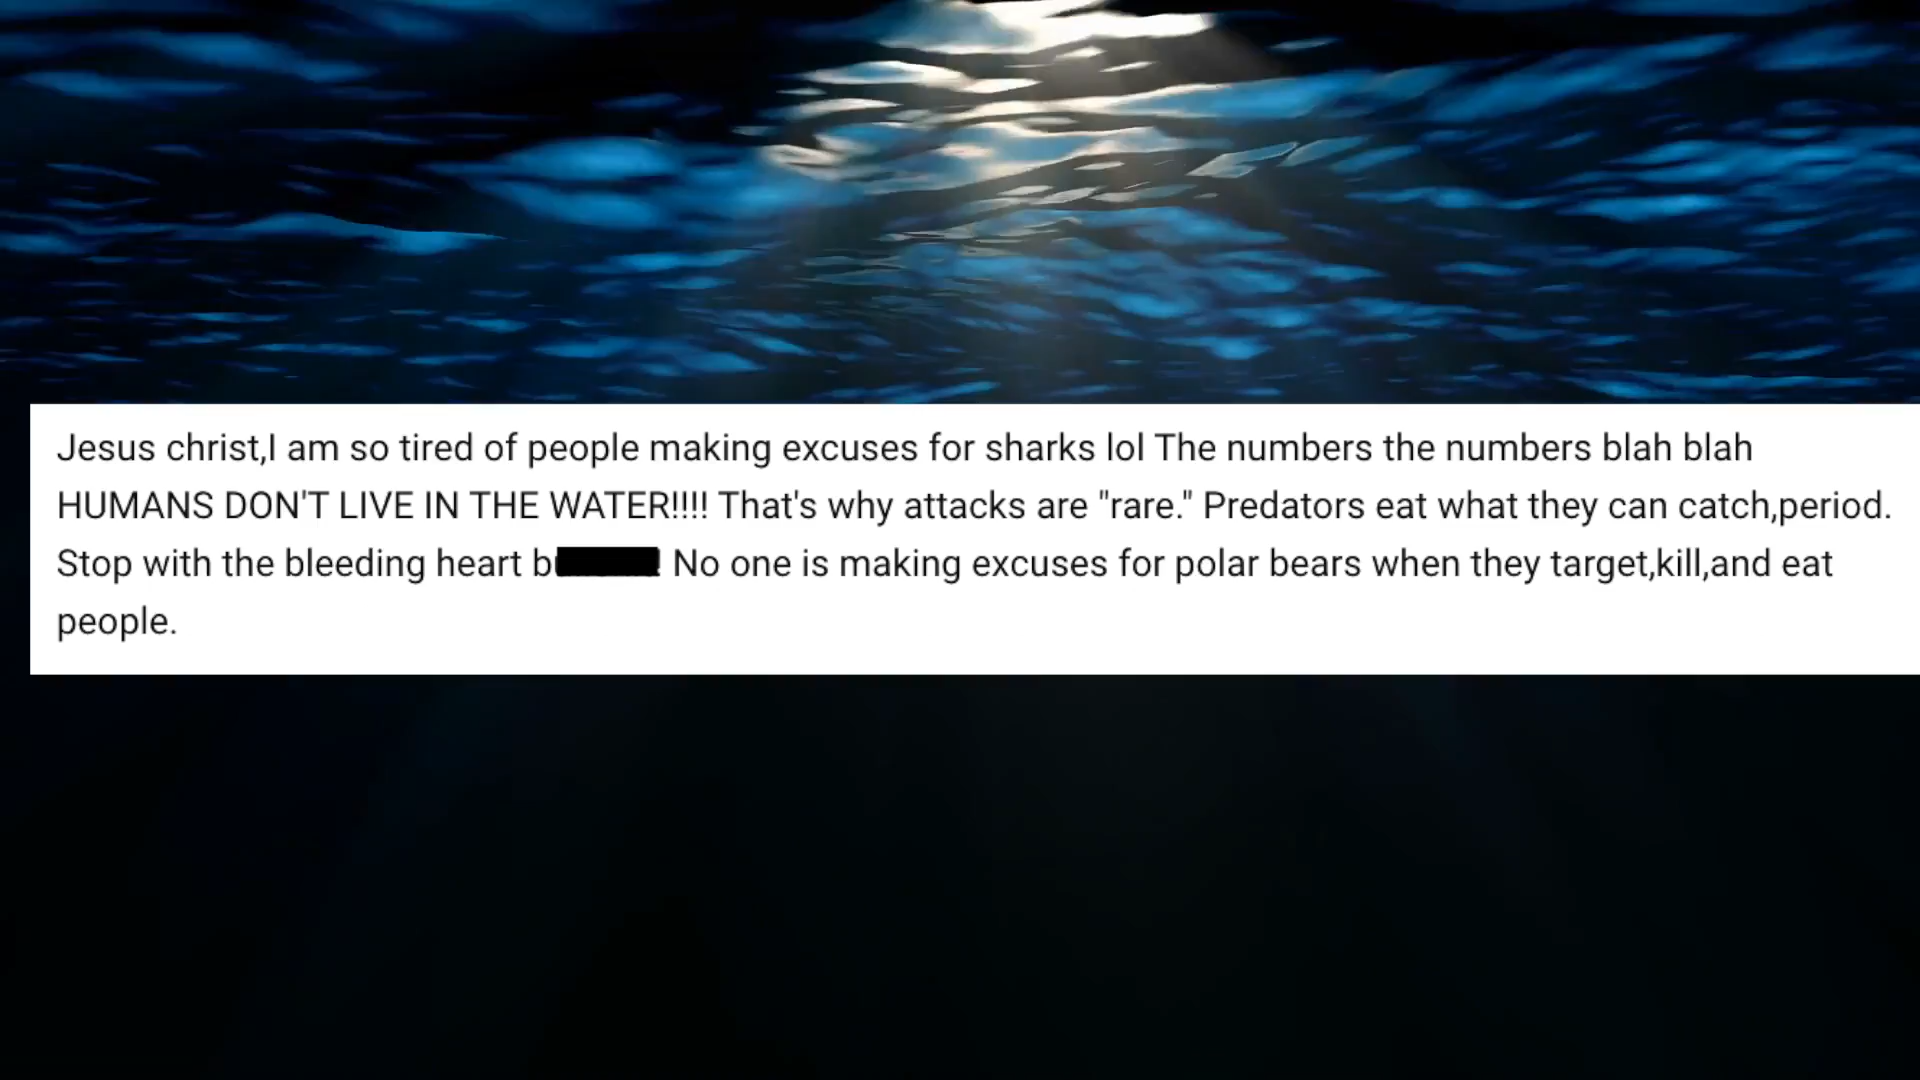 Jesus christ,I am so tired of people making excuses for sharks lol The numbers the numbers blah blah
HUMANS DON'T LIVE IN THE WATER!!!! That's why attacks are "rare." Predators eat what they can catch,period.
Stop with the bleeding heart b No one is making excuses for polar bears when they target,kill,and eat
people.